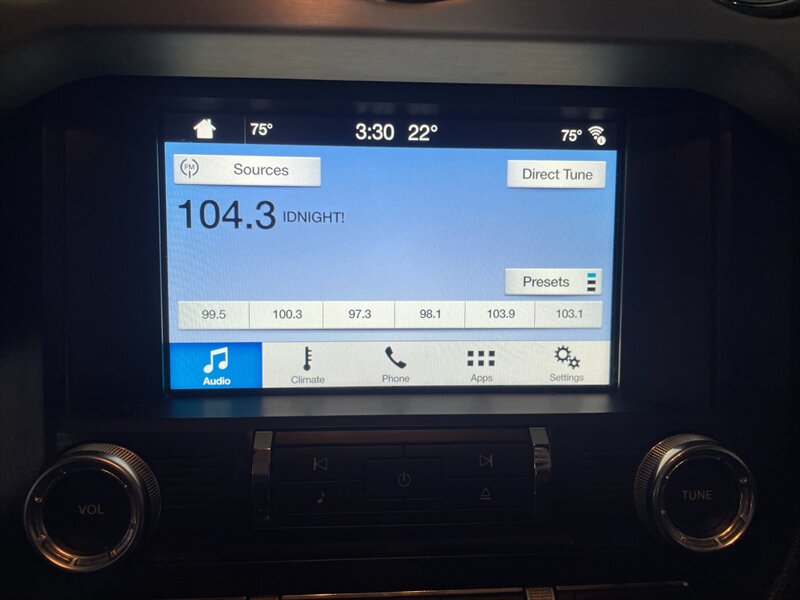 75° 3:30 22° 75°
FM Sources Direct Tune
104.3 IDNIGHT!
Presets
99.5 100.3 97.3 98.1 103.9 103.1
Audio Climate Phone Apps Settings
VOL TUNE